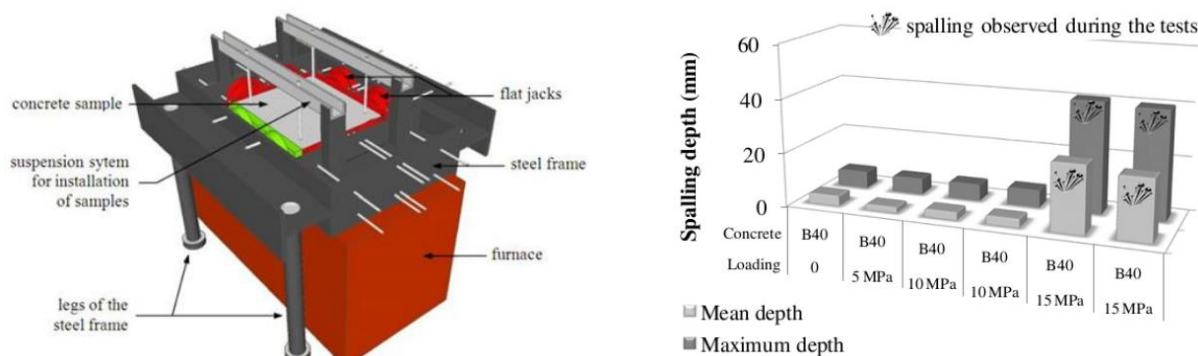 concrete sample
suspension sytem
for installation
of samples
legs of the
steel frame
flat jacks
steel frame
furnace
spalling observed during the tests
Spalling depth (mm)
60
40
20
0
Concrete B40 B40 B40 B40 B40 B40
Loading 0 5 MPa 10 MPa 10 MPa 15 MPa 15 MPa
Mean depth
Maximum depth